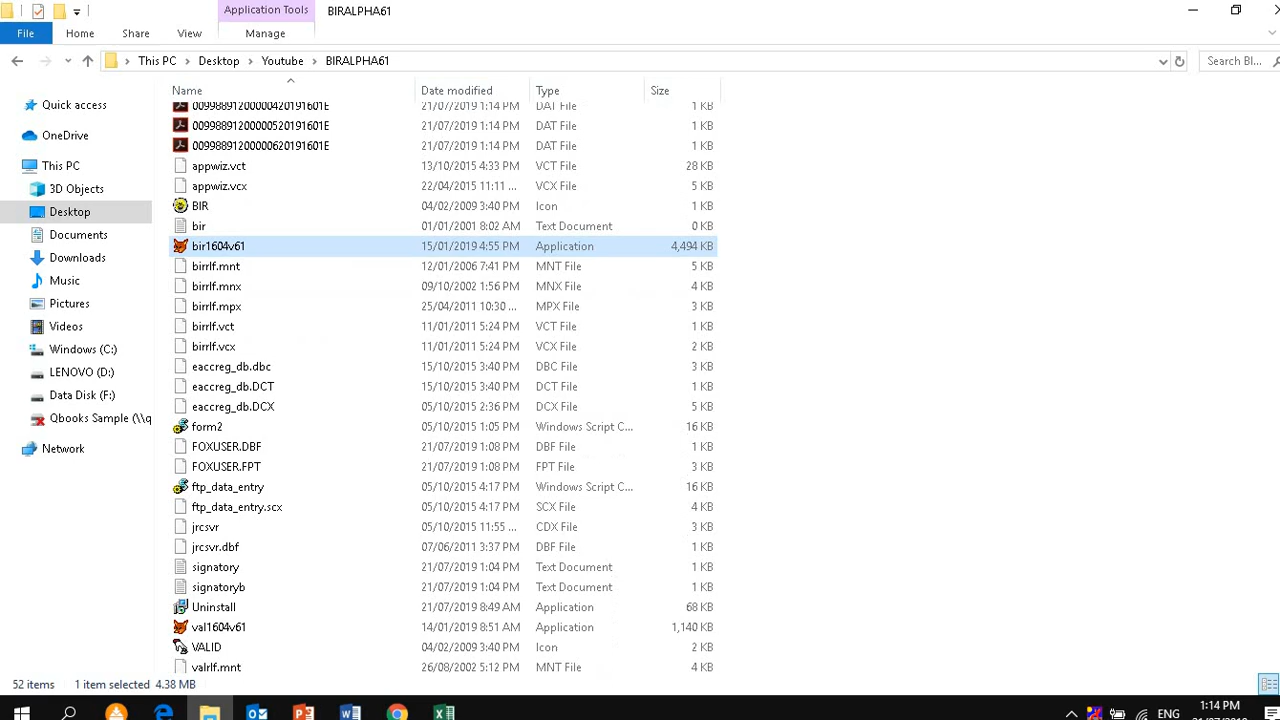 Application Tools BIRALPHA61
File Home Share View Manage
This PC Desktop Youtube BIRALPHA61 Search BI...
Name Date modified Type Size
Quick access
OneDrive
This PC
3D Objects
Desktop
Documents
Downloads
Music
Pictures
Videos
Windows (C:)
LENOVO (D:)
Data Disk (F:)
Qbooks Sample (\\q
Network
009988912000004201916​01E 21/07/2019 1:14 PM DAT File 1 KB
00998891200000520191601E 21/07/2019 1:14 PM DAT File 1 KB
00998891200000620191601E 21/07/2019 1:14 PM DAT File 1 KB
appwiz.vct 13/10/2015 4:33 PM VCT File 28 KB
appwiz.vcx 22/04/2015 11:11 ... VCX File 5 KB
BIR 04/02/2009 3:40 PM Icon 1 KB
bir 01/01/2001 8:02 AM Text Document 0 KB
bir1604v61 15/01/2019 4:55 PM Application 4,494 KB
birrlf.mnt 12/01/2006 7:41 PM MNT File 5 KB
birrlf.mnx 09/10/2002 1:56 PM MNX File 4 KB
birrlf.mpx 25/04/2011 10:30 ... MPX File 3 KB
birrlf.vct 11/01/2011 5:24 PM VCT File 1 KB
birrlf.vcx 11/01/2011 5:24 PM VCX File 2 KB
eaccreg_db.dbc 15/10/2015 3:40 PM DBC File 3 KB
eaccreg_db.DCT 15/10/2015 3:40 PM DCT File 1 KB
eaccreg_db.DCX 05/10/2015 2:36 PM DCX File 5 KB
form2 05/10/2015 1:05 PM Windows Script C... 16 KB
FOXUSER.DBF 21/07/2019 1:08 PM DBF File 1 KB
FOXUSER.FPT 21/07/2019 1:08 PM FPT File 3 KB
ftp_data_entry 05/10/2015 4:17 PM Windows Script C... 16 KB
ftp_data_entry.scx 05/10/2015 4:17 PM SCX File 4 KB
jrcsvr 05/10/2015 11:55 ... CDX File 3 KB
jrcsvr.dbf 07/06/2011 3:37 PM DBF File 1 KB
signatory 21/07/2019 1:04 PM Text Document 1 KB
signatoryb 21/07/2019 1:04 PM Text Document 1 KB
Uninstall 21/07/2019 8:49 AM Application 68 KB
val1604v61 14/01/2019 8:51 AM Application 1,140 KB
VALID 04/02/2009 3:40 PM Icon 2 KB
valrlf.mnt 26/08/2002 5:12 PM MNT File 4 KB
52 items 1 item selected 4.38 MB
ENG 1:14 PM